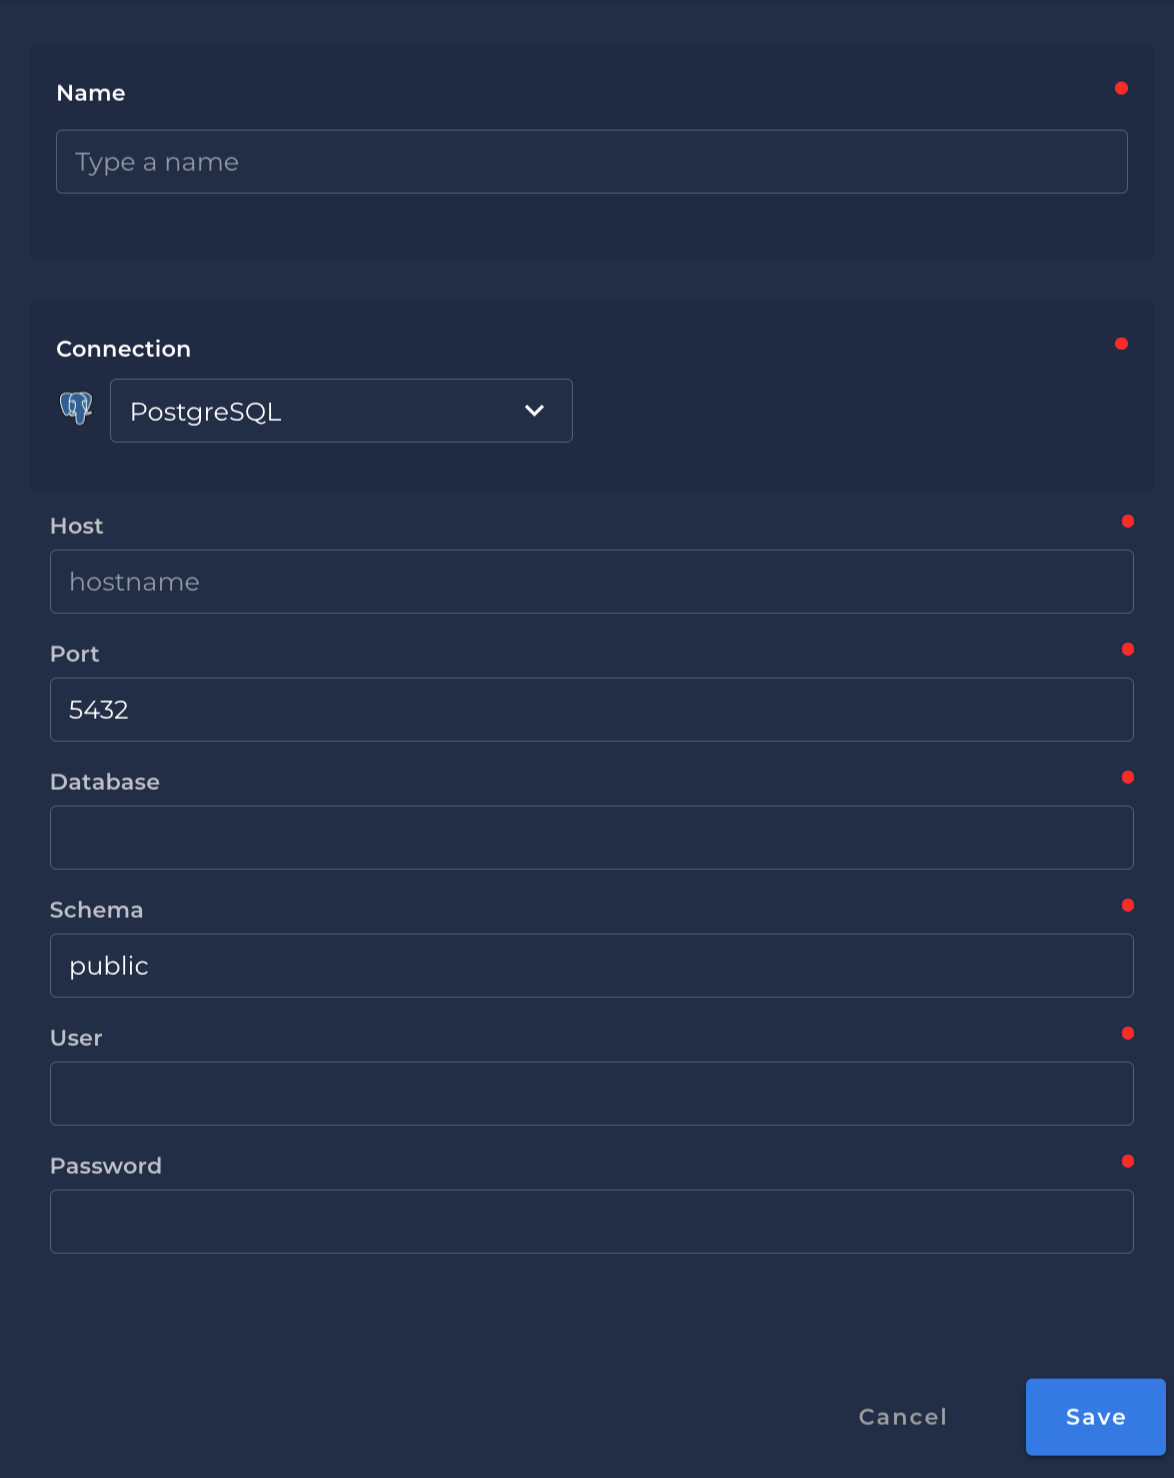 Name
Type a name
Connection
PostgreSQL
Host
hostname
Port
5432
Database
Schema
public
User
Password
Cancel
Save